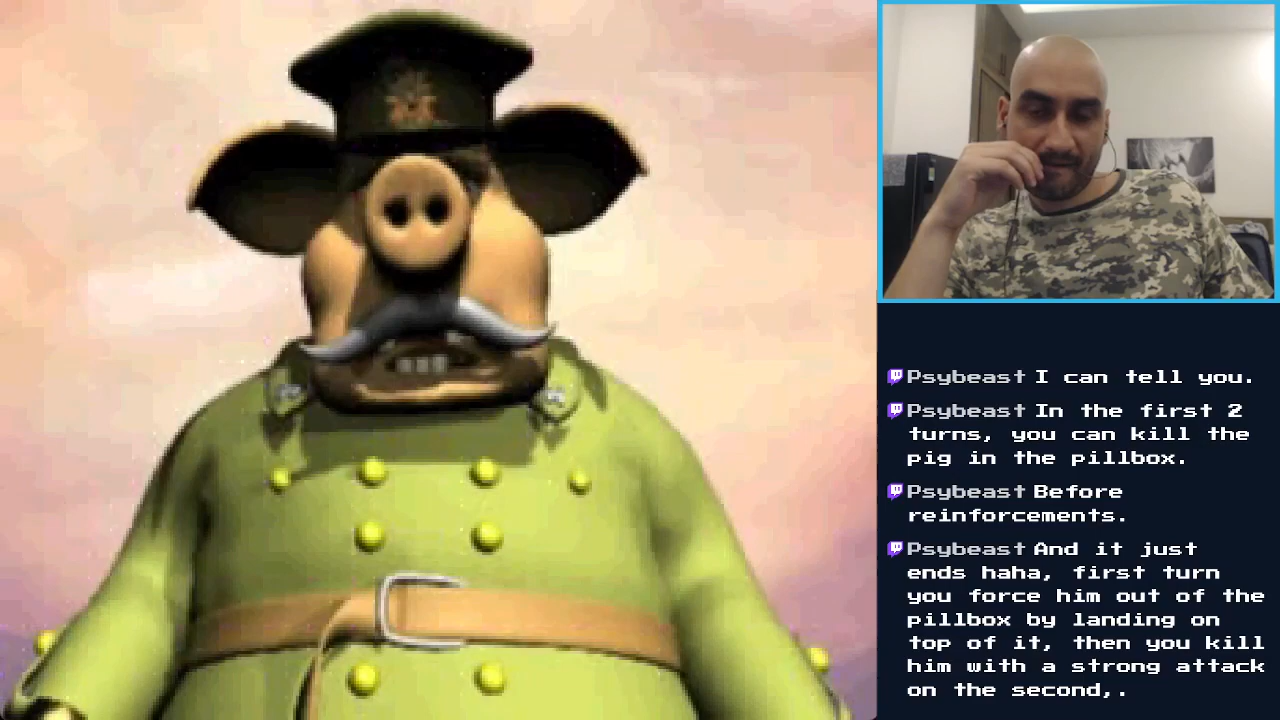 Psybeast I can tell you.
Psybeast In the first 2
turns, you can kill the
pig in the pillbox.
Psybeast Before
reinforcements.
Psybeast And it just
ends haha, first turn
you force him out of the
pillbox by landing on
top of it, then you kill
him with a strong attack
on the second,.